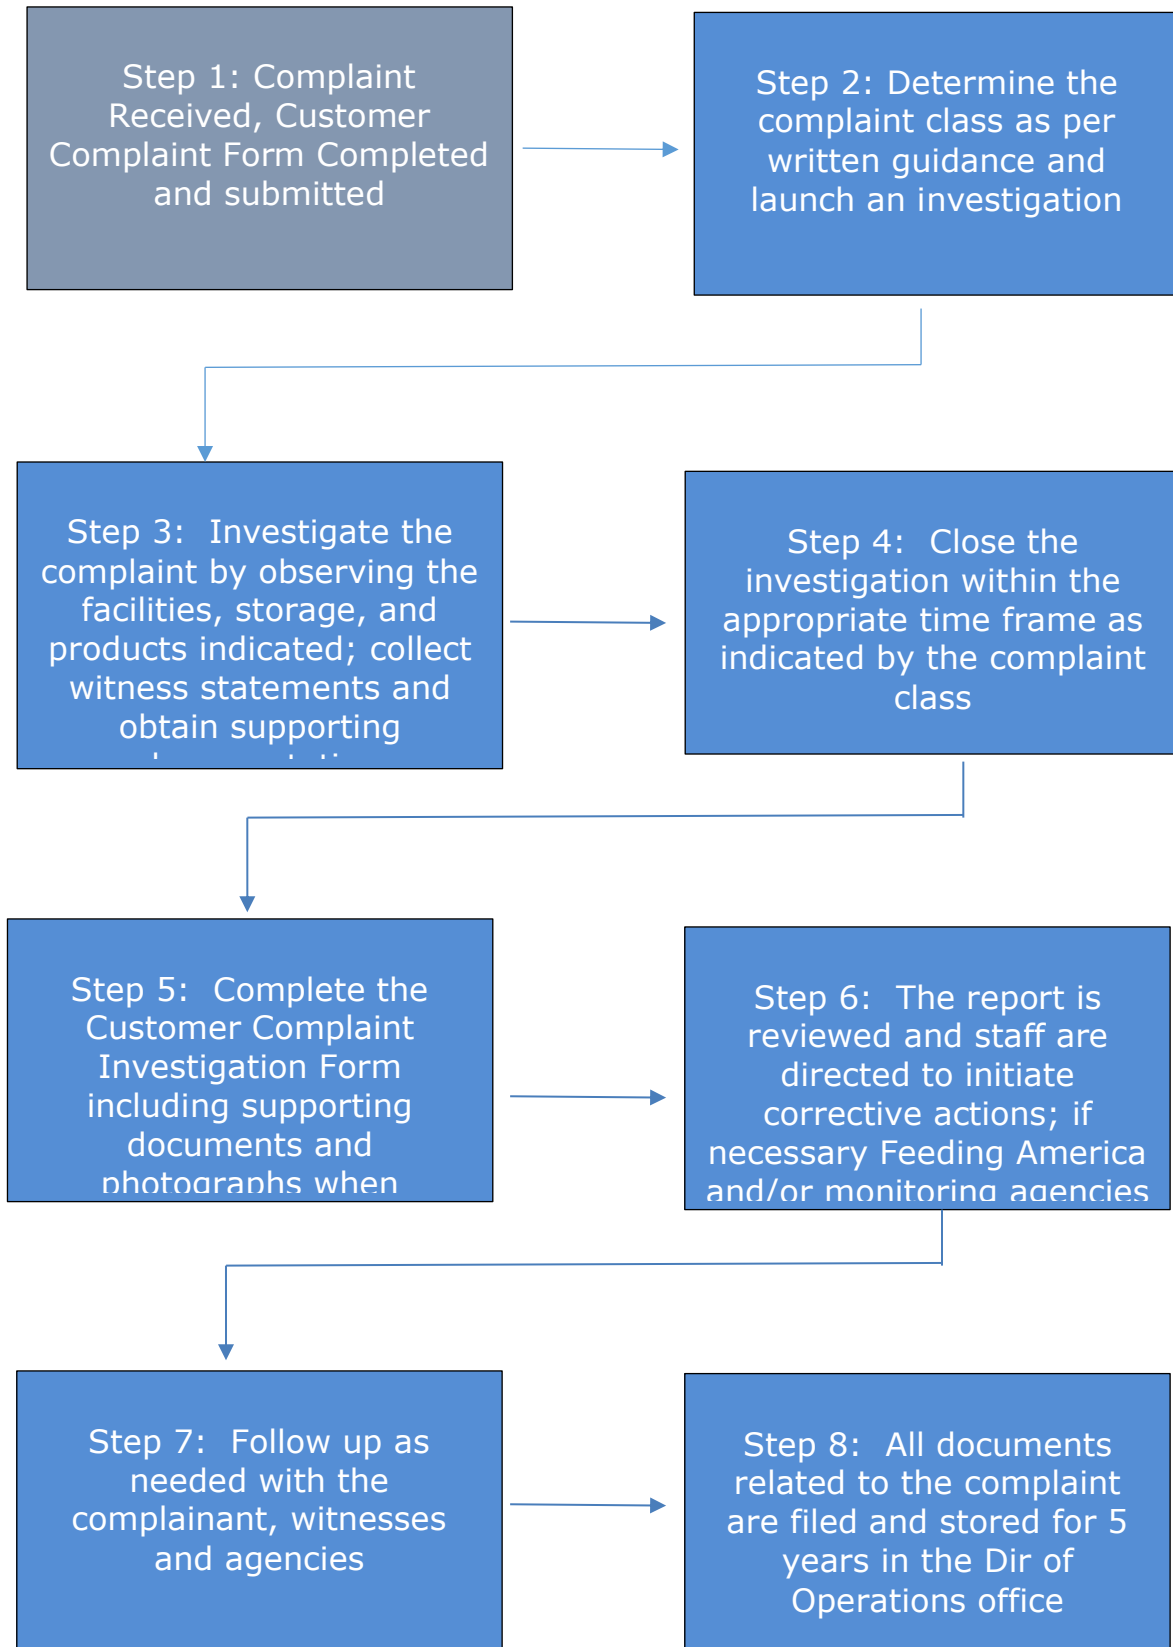 Step 1: Complaint
Received, Customer
Complaint Form Completed
and submitted
Step 2: Determine the
complaint class as per
written guidance and
launch an investigation
Step 3: Investigate the
complaint by observing the
facilities, storage, and
products indicated; collect
witness statements and
obtain supporting
Step 4: Close the
investigation within the
appropriate time frame as
indicated by the complaint
class
Step 5: Complete the
Customer Complaint
Investigation Form
including supporting
documents and
photographs when
Step 6: The report is
reviewed and staff are
directed to initiate
corrective actions; if
necessary Feeding America
and/or monitoring agencies
Step 7: Follow up as
needed with the
complainant, witnesses
and agencies
Step 8: All documents
related to the complaint
are filed and stored for 5
years in the Dir of
Operations office